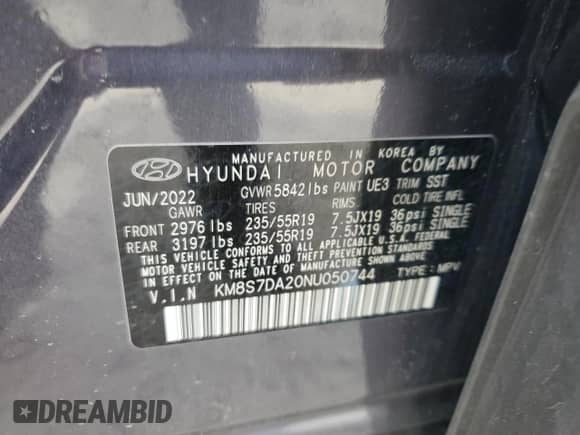 MANUFACTURED IN KOREA BY
HYUNDAI MOTOR COMPANY
JUN/2022 GVWR 5842 lbs PAINT UE3 TRIM SST
GAWR TIRES RIMS COLD TIRE INFL
FRONT 2976 lbs 235/55R19 7.5JX19 36psi SINGLE
REAR 3197 lbs 235/55R19 7.5JX19 36psi SINGLE
THIS VEHICLE CONFORMS TO ALL APPLICABLE U.S. FEDERAL
MOTOR VEHICLE SAFETY AND THEFT PREVENTION STANDARDS
IN EFFECT ON THE DATE OF MANUFACTURE SHOWN ABOVE.
V.I.N KM8S7DA20NU050744 TYPE: MPV
DREAMBID